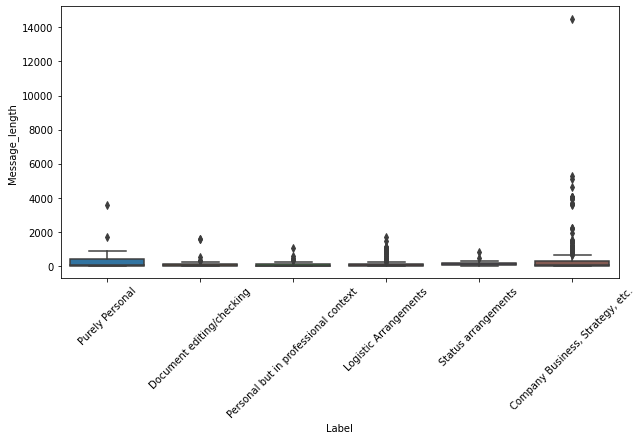 14000
12000
10000
8000
6000
4000
2000
0
Message_length
Purely Personal
Document editing/checking
Personal but in professional context
Logistic Arrangements
Status arrangements
Company Business, Strategy, etc.
Label